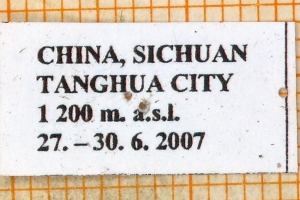 CHINA, SICHUAN
TANGHUA CITY
1 200 m. a.s.l.
27. – 30. 6. 2007